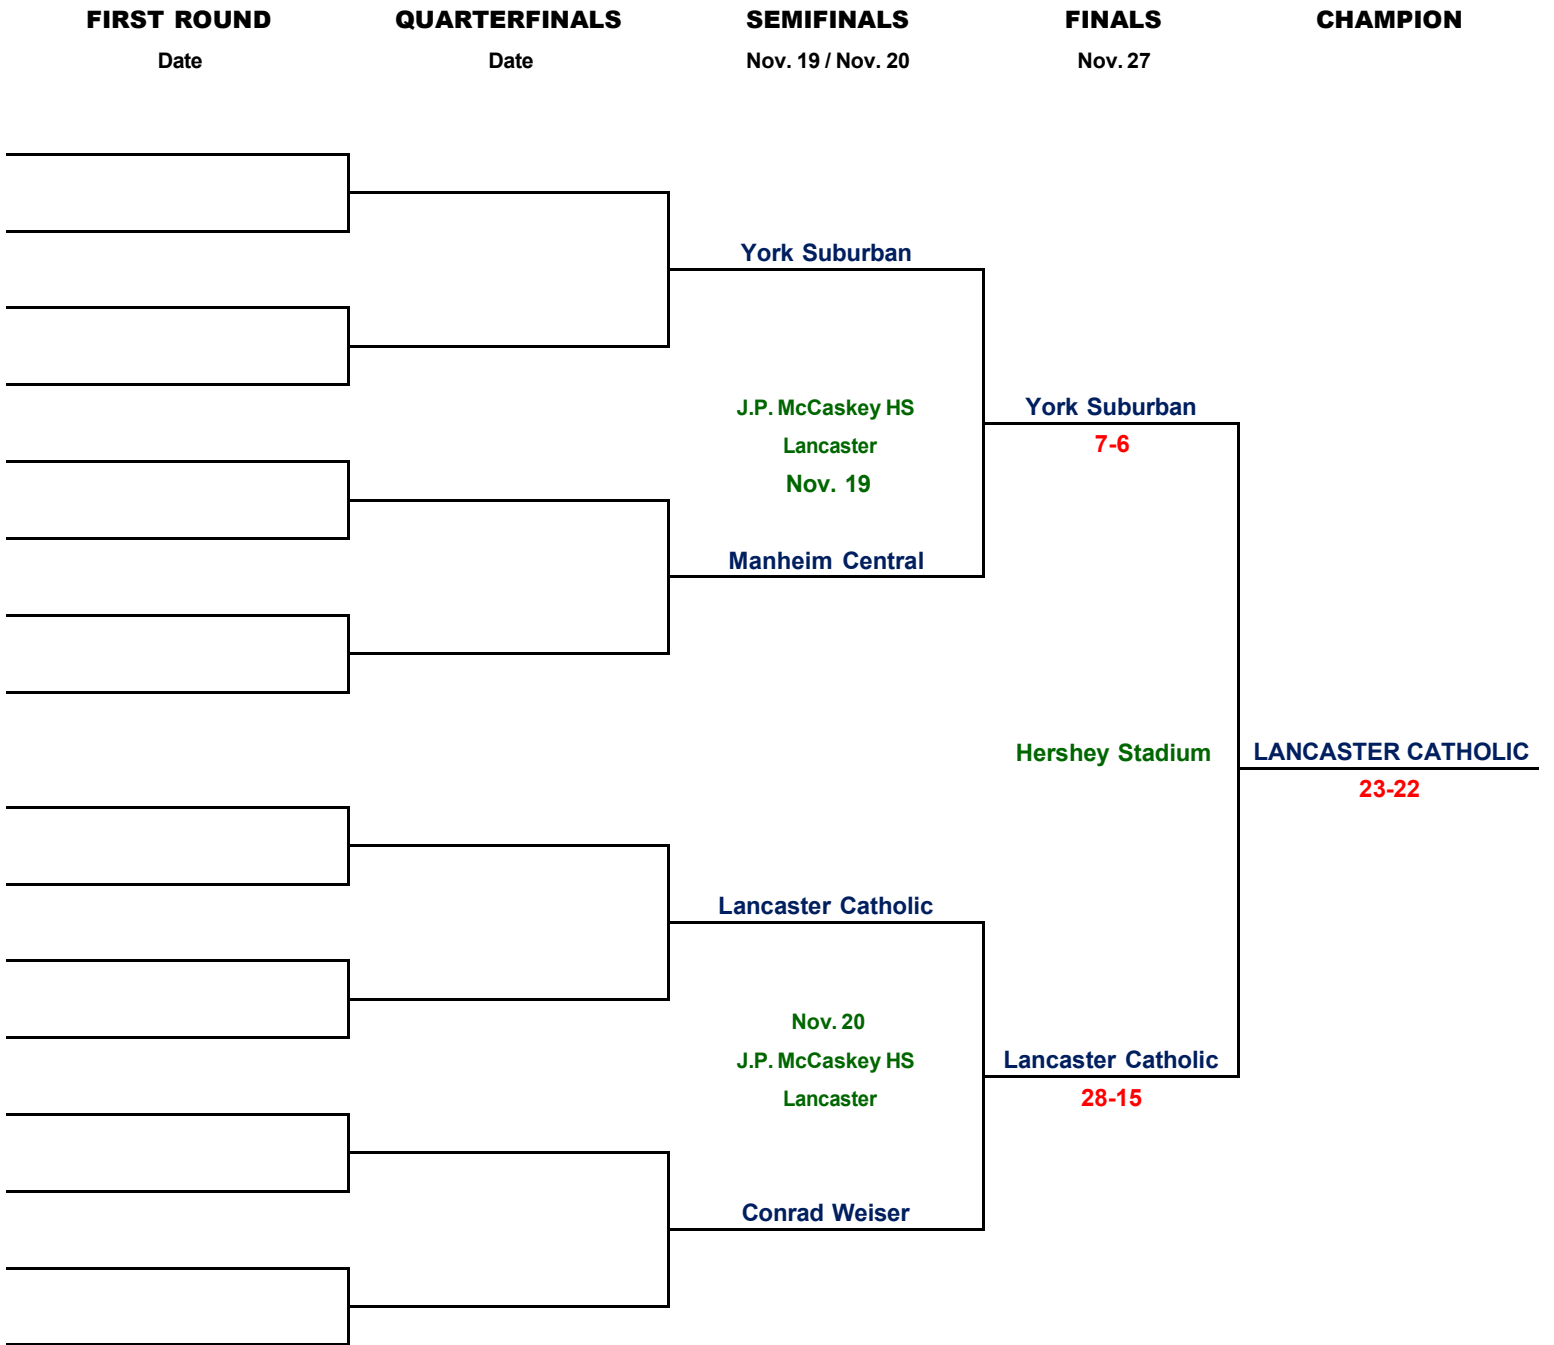 FIRST ROUND QUARTERFINALS SEMIFINALS FINALS CHAMPION
Date Date Nov. 19 / Nov. 20 Nov. 27
York Suburban
J.P. McCaskey HS York Suburban
Lancaster 7-6
Nov. 19
Manheim Central
Hershey Stadium LANCASTER CATHOLIC
23-22
Lancaster Catholic
Nov. 20
J.P. McCaskey HS Lancaster Catholic
Lancaster 28-15
Conrad Weiser